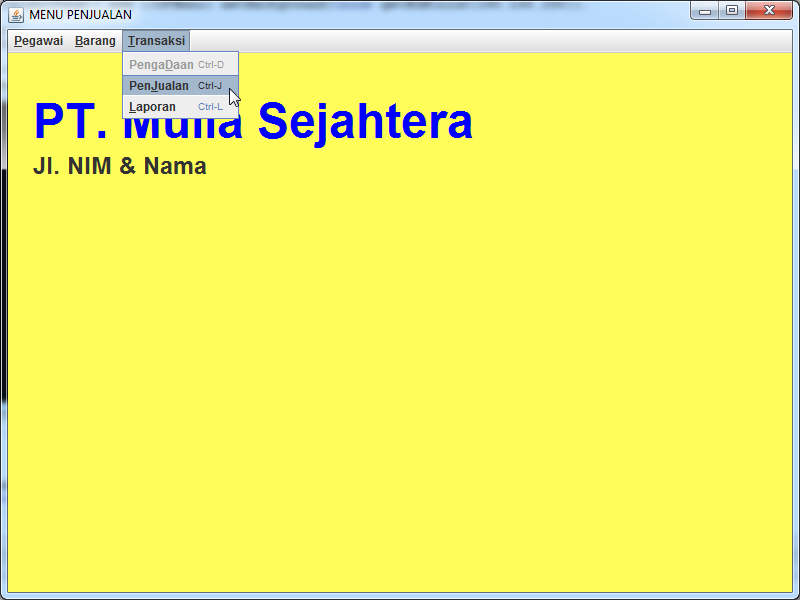 MENU PENJUALAN
Pegawai Barang Transaksi
PengaDaan Ctrl-D
PenJualan Ctrl-J
Laporan Ctrl-L
PT. Mulia Sejahtera
Jl. NIM & Nama